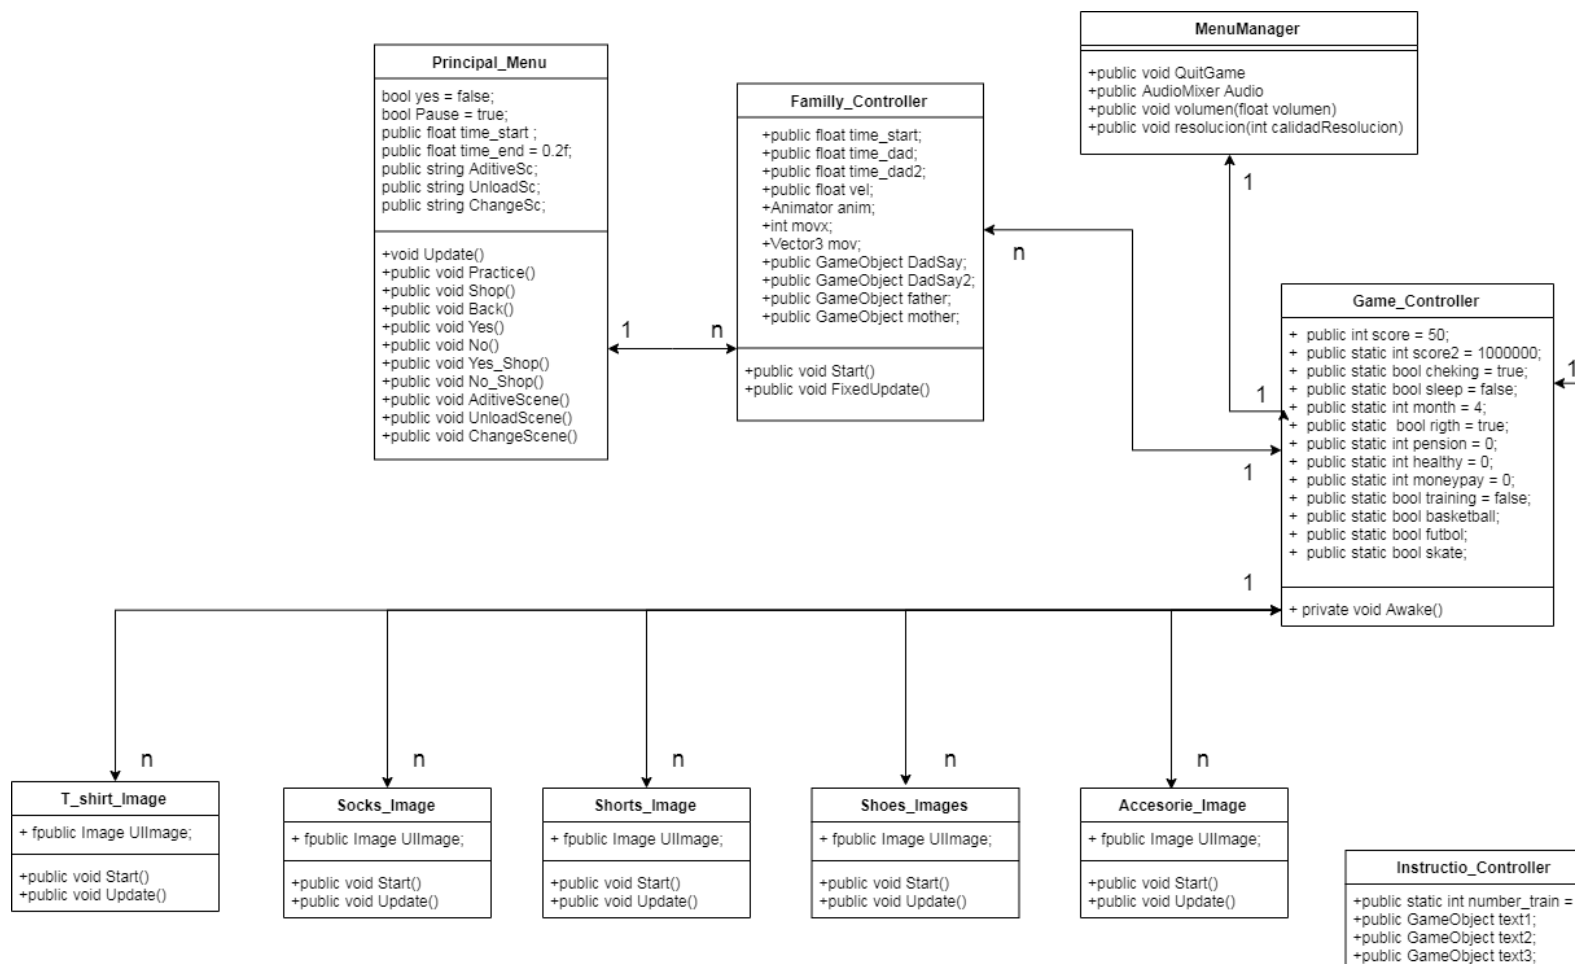 Principal_Menu
bool yes = false;
bool Pause = true;
public float time_start ;
public float time_end = 0.2f;
public string AditiveSc;
public string UnloadSc;
public string ChangeSc;
+void Update()
+public void Practice()
+public void Shop()
+public void Back()
+public void Yes()
+public void No()
+public void Yes_Shop()
+public void No_Shop()
+public void AditiveScene()
+public void UnloadScene()
+public void ChangeScene()
1
n
Familly_Controller
+public float time_start;
+public float time_dad;
+public float time_dad2;
+public float vel;
+Animator anim;
+int movx;
+Vector3 mov;
+public GameObject DadSay;
+public GameObject DadSay2;
+public GameObject father;
+public GameObject mother;
+public void Start()
+public void FixedUpdate()
n
1
MenuManager
+public void QuitGame
+public AudioMixer Audio
+public void volumen(float volumen)
+public void resolucion(int calidadResolucion)
1
1
Game_Controller
+ public int score = 50;
+ public static int score2 = 1000000;
+ public static bool cheking = true;
+ public static bool sleep = false;
+ public static int month = 4;
+ public static bool rigth = true;
+ public static int pension = 0;
+ public static int healthy = 0;
+ public static int moneypay = 0;
+ public static bool training = false;
+ public static bool basketball;
+ public static bool futbol;
+ public static bool skate;
+ private void Awake()
1
1
n
T_shirt_Image
+ fpublic Image UIImage;
+public void Start()
+public void Update()
n
Socks_Image
+ fpublic Image UIImage;
+public void Start()
+public void Update()
n
Shorts_Image
+ fpublic Image UIImage;
+public void Start()
+public void Update()
n
Shoes_Images
+ fpublic Image UIImage;
+public void Start()
+public void Update()
n
Accesorie_Image
+ fpublic Image UIImage;
+public void Start()
+public void Update()
Instructio_Controller
+public static int number_train =
+public GameObject text1;
+public GameObject text2;
+public GameObject text3;